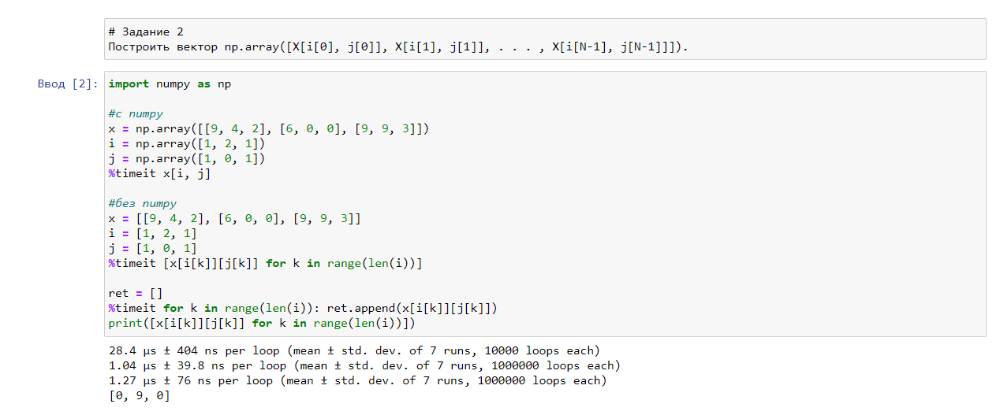 # Задание 2
Построить вектор np.array([X[i[0], j[0]], X[i[1], j[1]], . . . , X[i[N-1], j[N-1]]]).
Ввод [2]:
import numpy as np
#с numpy
x = np.array([[9, 4, 2], [6, 0, 0], [9, 9, 3]])
i = np.array([1, 2, 1])
j = np.array([1, 0, 1])
%timeit x[i, j]
#без numpy
x = [[9, 4, 2], [6, 0, 0], [9, 9, 3]]
i = [1, 2, 1]
j = [1, 0, 1]
%timeit [x[i[k]][j[k]] for k in range(len(i))]
ret = []
%timeit for k in range(len(i)): ret.append(x[i[k]][j[k]])
print([x[i[k]][j[k]] for k in range(len(i))])
28.4 µs ± 404 ns per loop (mean ± std. dev. of 7 runs, 10000 loops each)
1.04 µs ± 39.8 ns per loop (mean ± std. dev. of 7 runs, 1000000 loops each)
1.27 µs ± 76 ns per loop (mean ± std. dev. of 7 runs, 1000000 loops each)
[0, 9, 0]